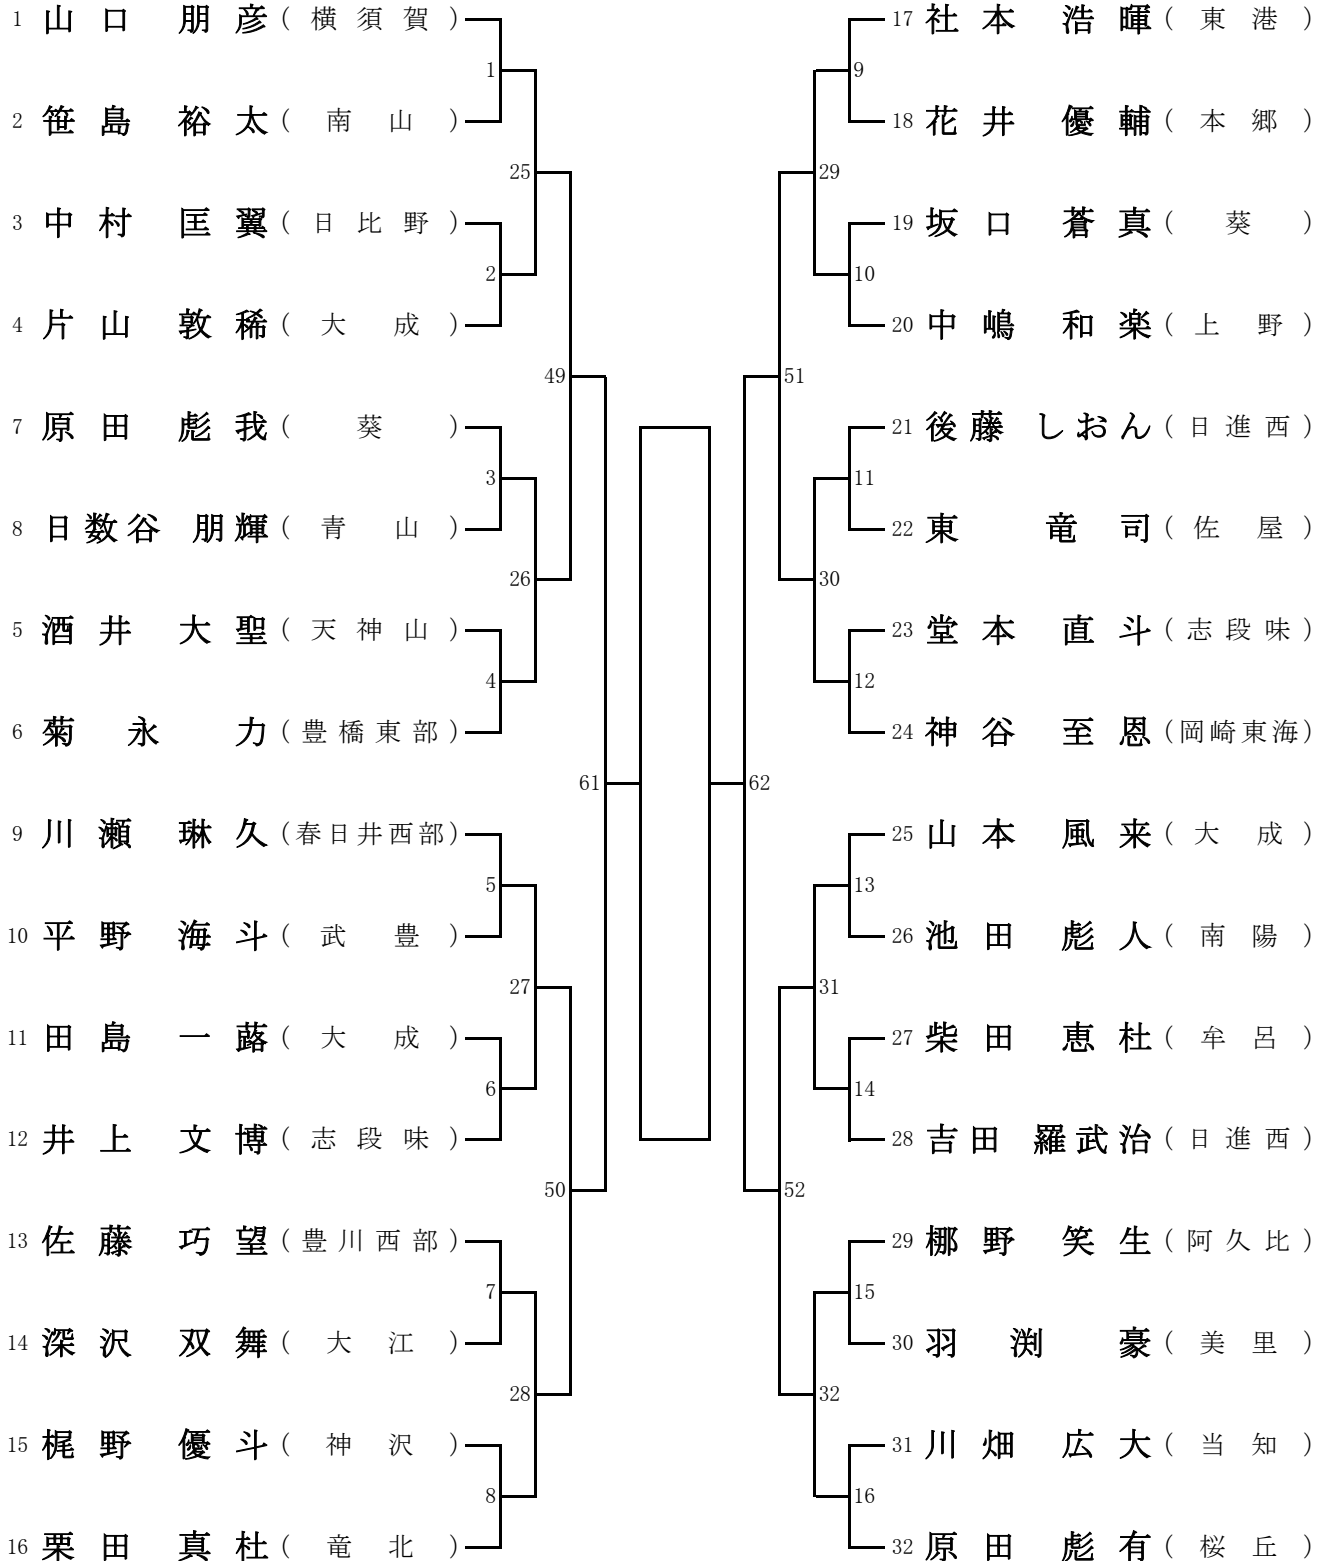 1 山口 朋彦 (横須賀)
1
2 笹島 裕太 (南山)
25
3 中村 匡翼 (日比野)
2
4 片山 敦稀 (大成)
49
7 原田 彪我 (葵)
3
8 日数谷 朋輝 (青山)
26
5 酒井 大聖 (天神山)
4
6 菊永 力 (豊橋東部)
61
9 川瀬 琳久 (春日井西部)
5
10 平野 海斗 (武豊)
27
11 田島 一蕗 (大成)
6
12 井上 文博 (志段味)
50
13 佐藤 巧望 (豊川西部)
7
14 深沢 双舞 (大江)
28
15 梶野 優斗 (神沢)
8
16 栗田 真杜 (竜北)
17 社本 浩暉 (東港)
9
18 花井 優輔 (本郷)
29
19 坂口 蒼真 (葵)
10
20 中嶋 和楽 (上野)
51
21 後藤 しおん (日進西)
11
22 東 竜司 (佐屋)
30
23 堂本 直斗 (志段味)
12
24 神谷 至恩 (岡崎東海)
62
25 山本 風来 (大成)
13
26 池田 彪人 (南陽)
31
27 柴田 恵杜 (牟呂)
14
28 吉田 羅武治 (日進西)
52
29 梛野 笑生 (阿久比)
15
30 羽渕 豪 (美里)
32
31 川畑 広大 (当知)
16
32 原田 彪有 (桜丘)